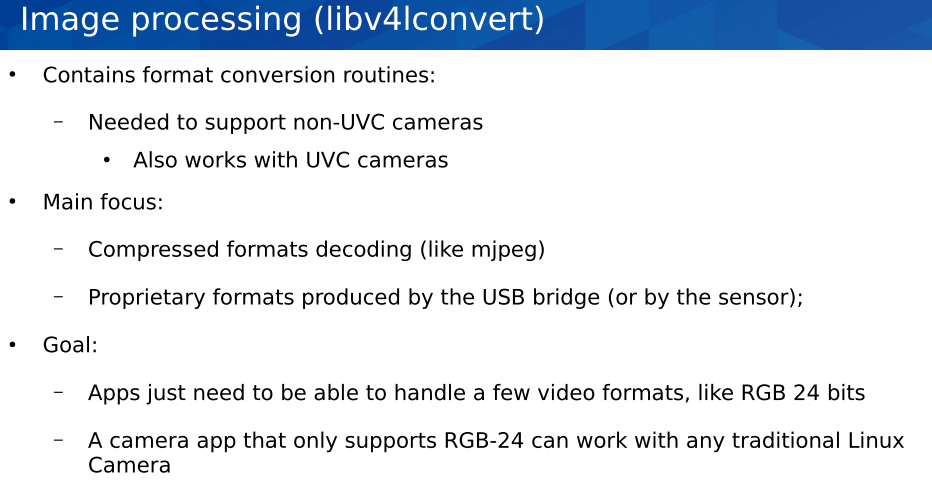 Image processing (libv4lconvert)
• Contains format conversion routines:
– Needed to support non-UVC cameras
• Also works with UVC cameras
• Main focus:
– Compressed formats decoding (like mjpeg)
– Proprietary formats produced by the USB bridge (or by the sensor);
• Goal:
– Apps just need to be able to handle a few video formats, like RGB 24 bits
– A camera app that only supports RGB-24 can work with any traditional Linux
Camera